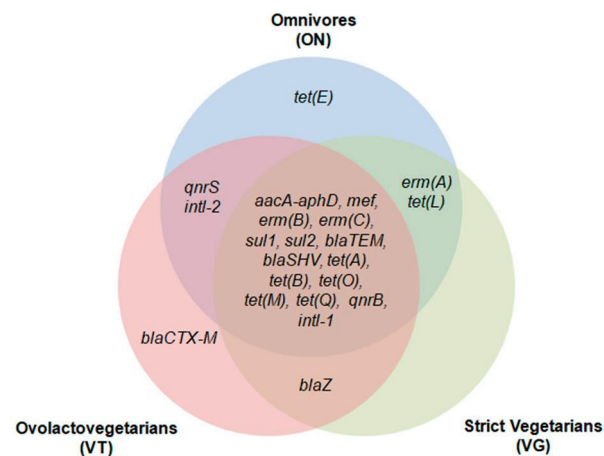 Omnivores
(ON)
tet(E)
qnrS
intl-2
erm(A)
tet(L)
aacA-aphD, mef,
erm(B), erm(C),
sul1, sul2, blaTEM,
blaSHV, tet(A),
tet(B), tet(O),
tet(M), tet(Q), qnrB,
intl-1
blaCTX-M
blaZ
Ovolactovegetarians
(VT)
Strict Vegetarians
(VG)